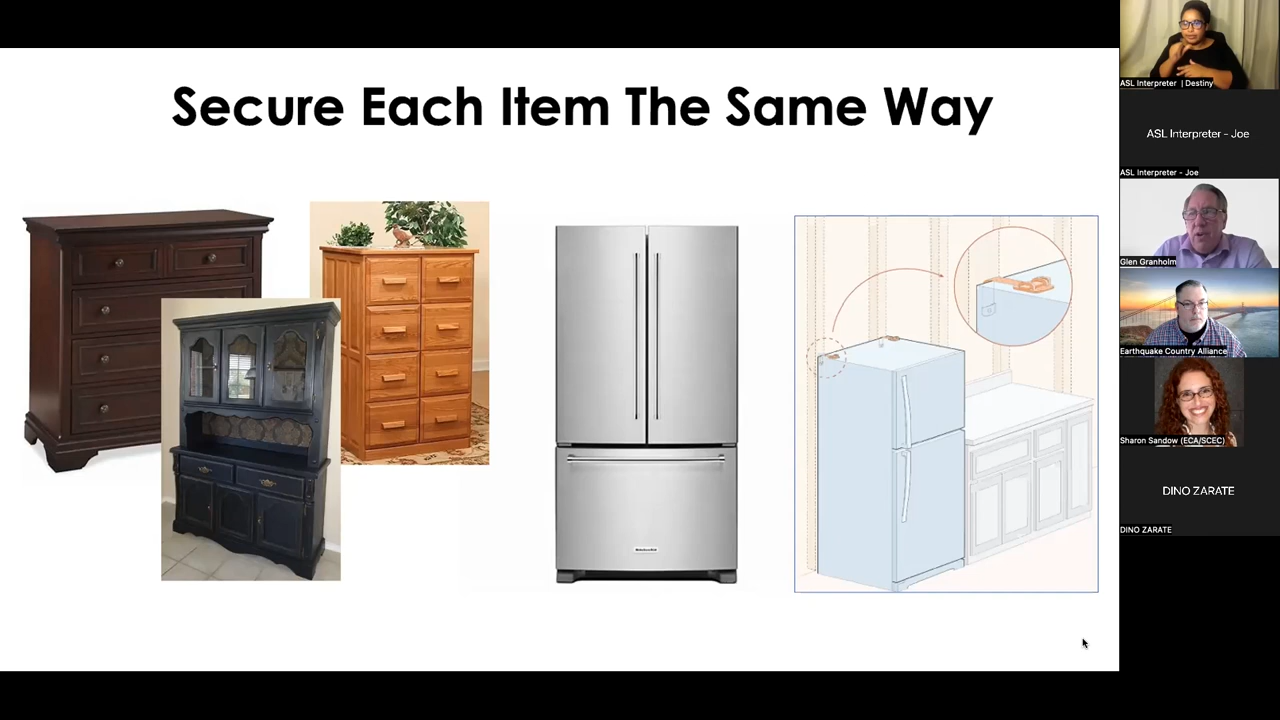 Secure Each Item The Same Way
ASL Interpreter | Destiny
ASL Interpreter - Joe
ASL Interpreter - Joe
Glen Granholm
Earthquake Country Alliance
Sharon Sandow (ECA/SCEC)
DINO ZARATE
DINO ZARATE